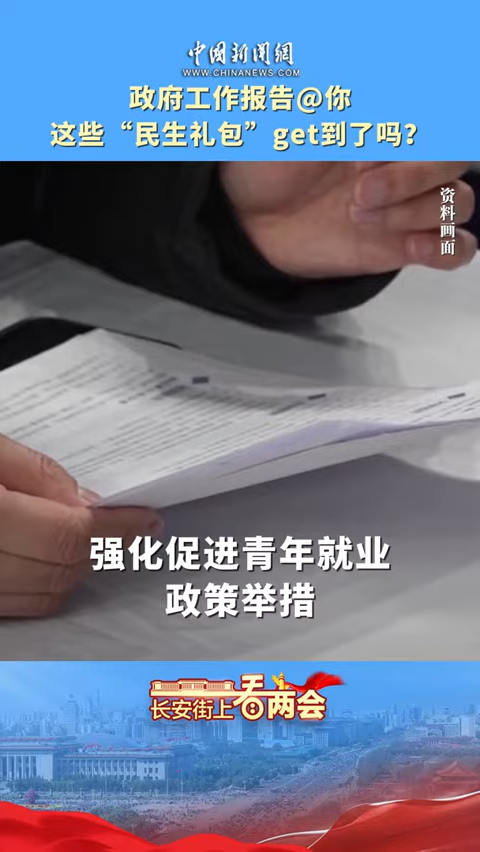 中国新闻网
WWW.CHINANEWS.COM
政府工作报告@你
这些“民生礼包”get到了吗？
资料画面
强化促进青年就业
政策举措
长安街上看两会